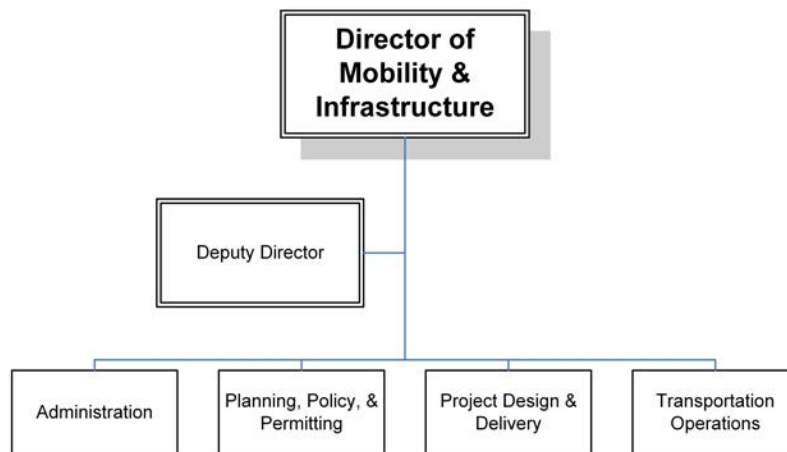 Director of
Mobility &
Infrastructure
Deputy Director
Administration
Planning, Policy, &
Permitting
Project Design &
Delivery
Transportation
Operations